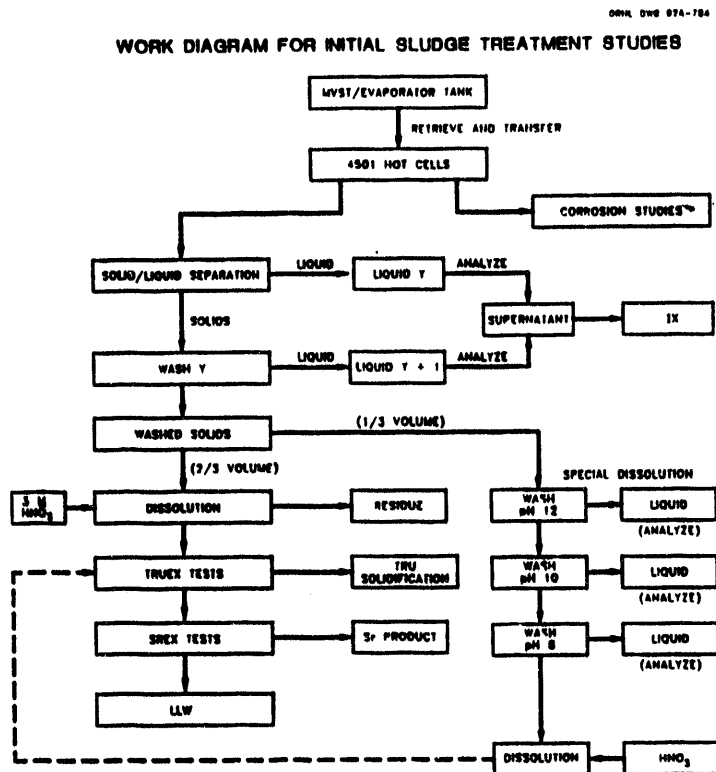 ORNL DWG 97A-784
WORK DIAGRAM FOR INITIAL SLUDGE TREATMENT STUDIES
MVST/EVAPORATOR TANK
RETRIEVE AND TRANSFER
4501 HOT CELLS
CORROSION STUDIES
SOLID/LIQUID SEPARATION
LIQUID
LIQUID Y
ANALYZE
SOLIDS
SUPERNATANT
IX
WASH Y
LIQUID
LIQUID Y + 1
ANALYZE
WASHED SOLIDS
(1/3 VOLUME)
(2/3 VOLUME)
SPECIAL DISSOLUTION
3 M
HNO3
DISSOLUTION
RESIDUE
WASH
pH 12
LIQUID
(ANALYZE)
TRUEX TESTS
TRU
SOLIDIFICATION
WASH
pH 10
LIQUID
(ANALYZE)
SREX TESTS
Sr PRODUCT
WASH
pH 8
LIQUID
(ANALYZE)
LLW
DISSOLUTION
HNO3